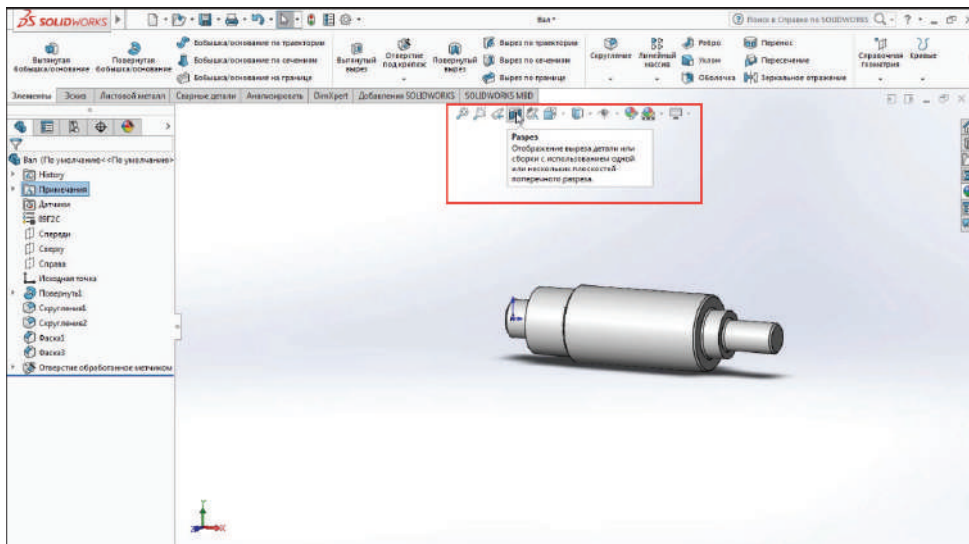 SOLIDWORKS
Вал *
Поиск в Справке по SOLIDWORKS
Вытянутая бобышка/основание
Повернутая бобышка/основание
Бобышка/основание по траектории
Бобышка/основание по сечениям
Бобышка/основание на границе
Вытянутый вырез
Отверстие под крепеж
Повернутый вырез
Вырез по траектории
Вырез по сечениям
Вырез по границе
Скругление
Линейный массив
Ребро
Уклон
Оболочка
Перенос
Пересечение
Зеркальное отражение
Справочная геометрия
Кривые
Элементы
Эскиз
Листовой металл
Сварные детали
Анализировать
DimXpert
Добавления SOLIDWORKS
SOLIDWORKS MBD
Разрез
Отображение выреза детали или
сборки с использованием одной
или нескольких плоскостей
поперечного разреза.
Вал (По умолчанию<<По умолчанию>
History
Примечания
Датчики
09Г2С
Спереди
Сверху
Справа
Исходная точка
Повернуть1
Скругление1
Скругление2
Фаска1
Фаска3
Отверстие обработанное метчиком